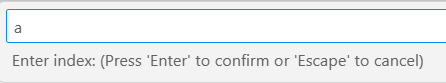 a
Enter index: (Press 'Enter' to confirm or 'Escape' to cancel)